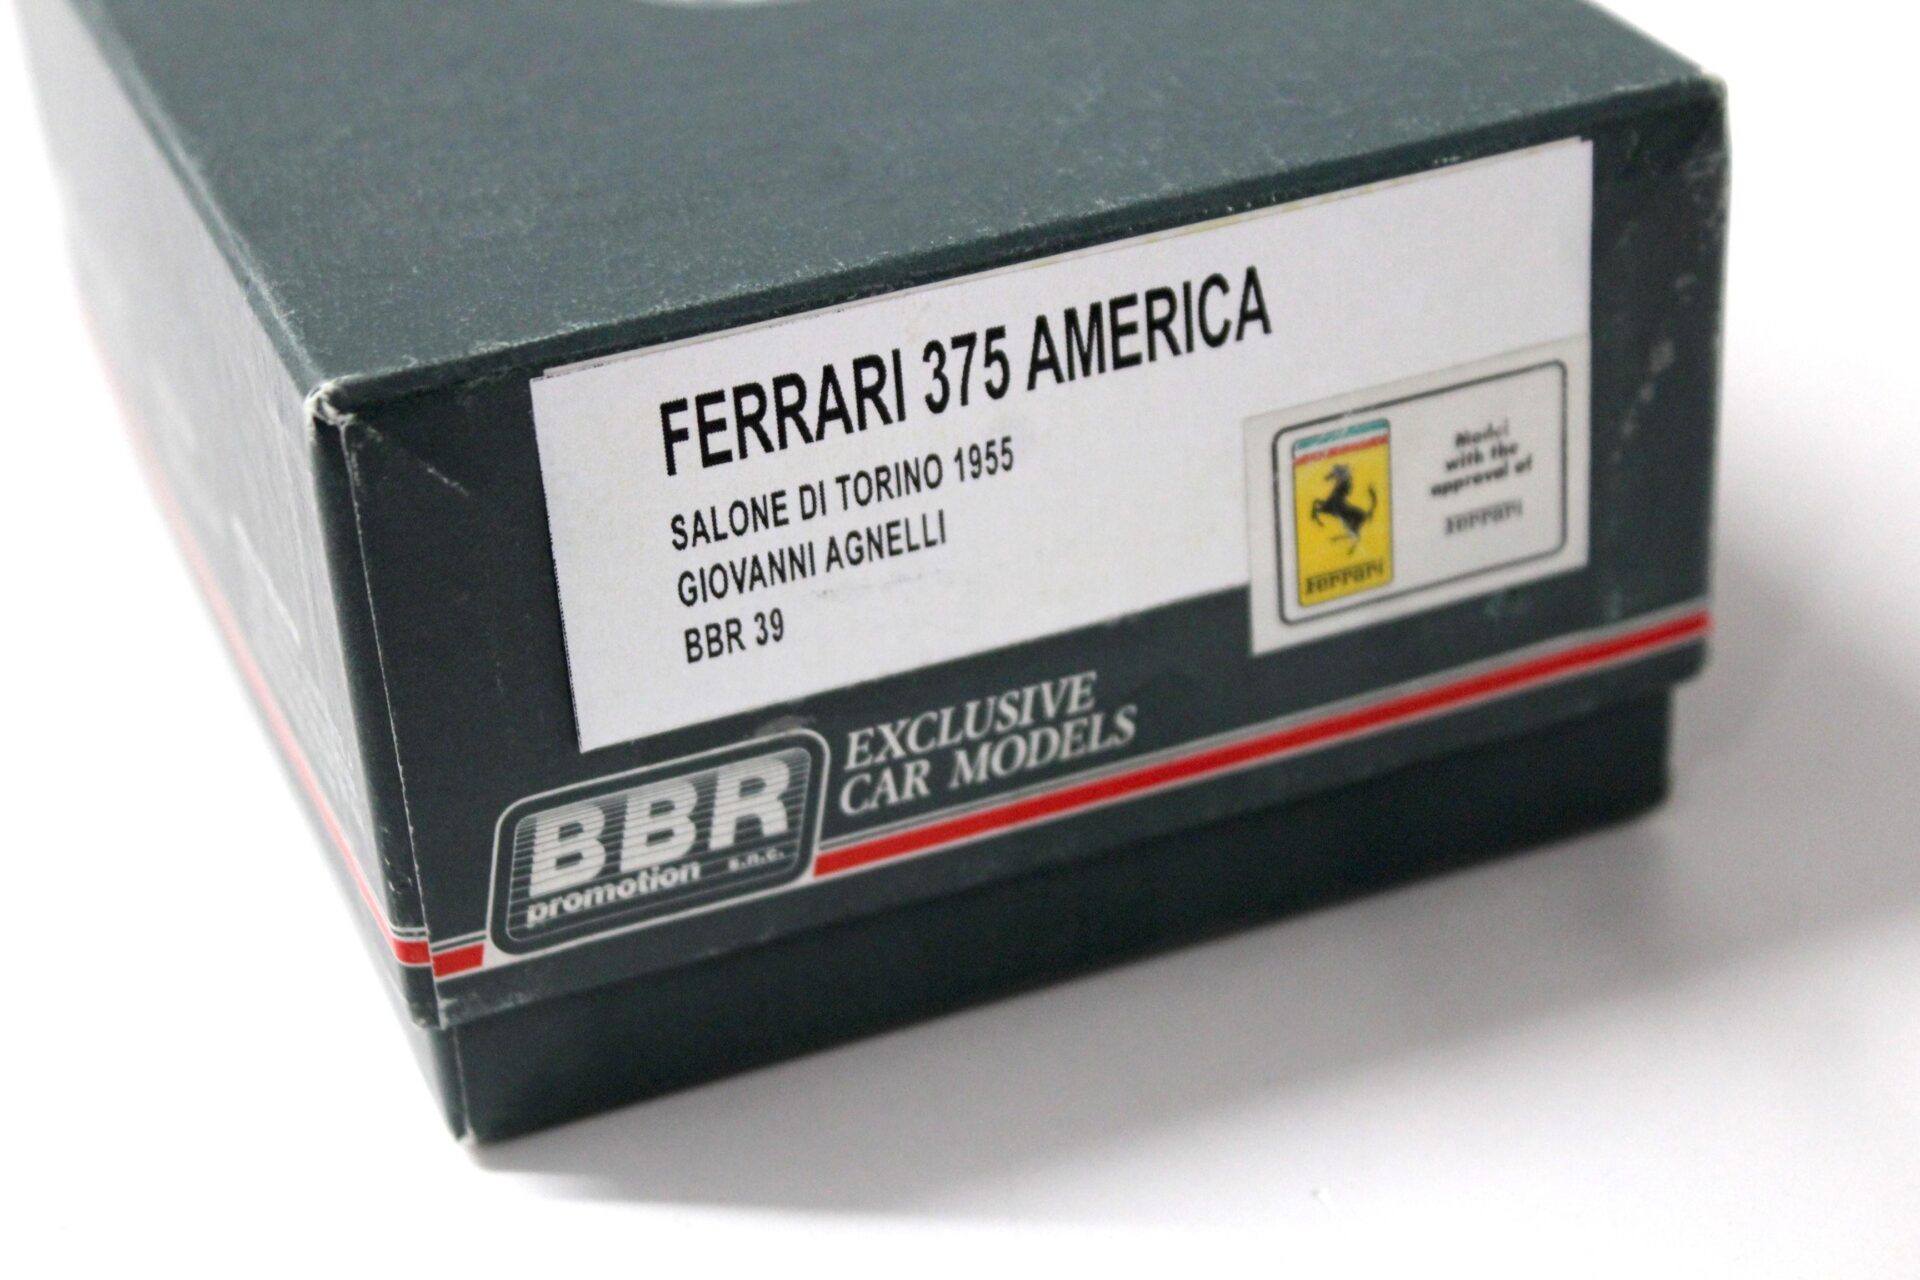 FERRARI 375 AMERICA
SALONE DI TORINO 1955
GIOVANNI AGNELLI
BBR 39
Model
with the
approval of
Ferrari
Ferrari
EXCLUSIVE
CAR MODELS
BBR
promotion s.n.c.